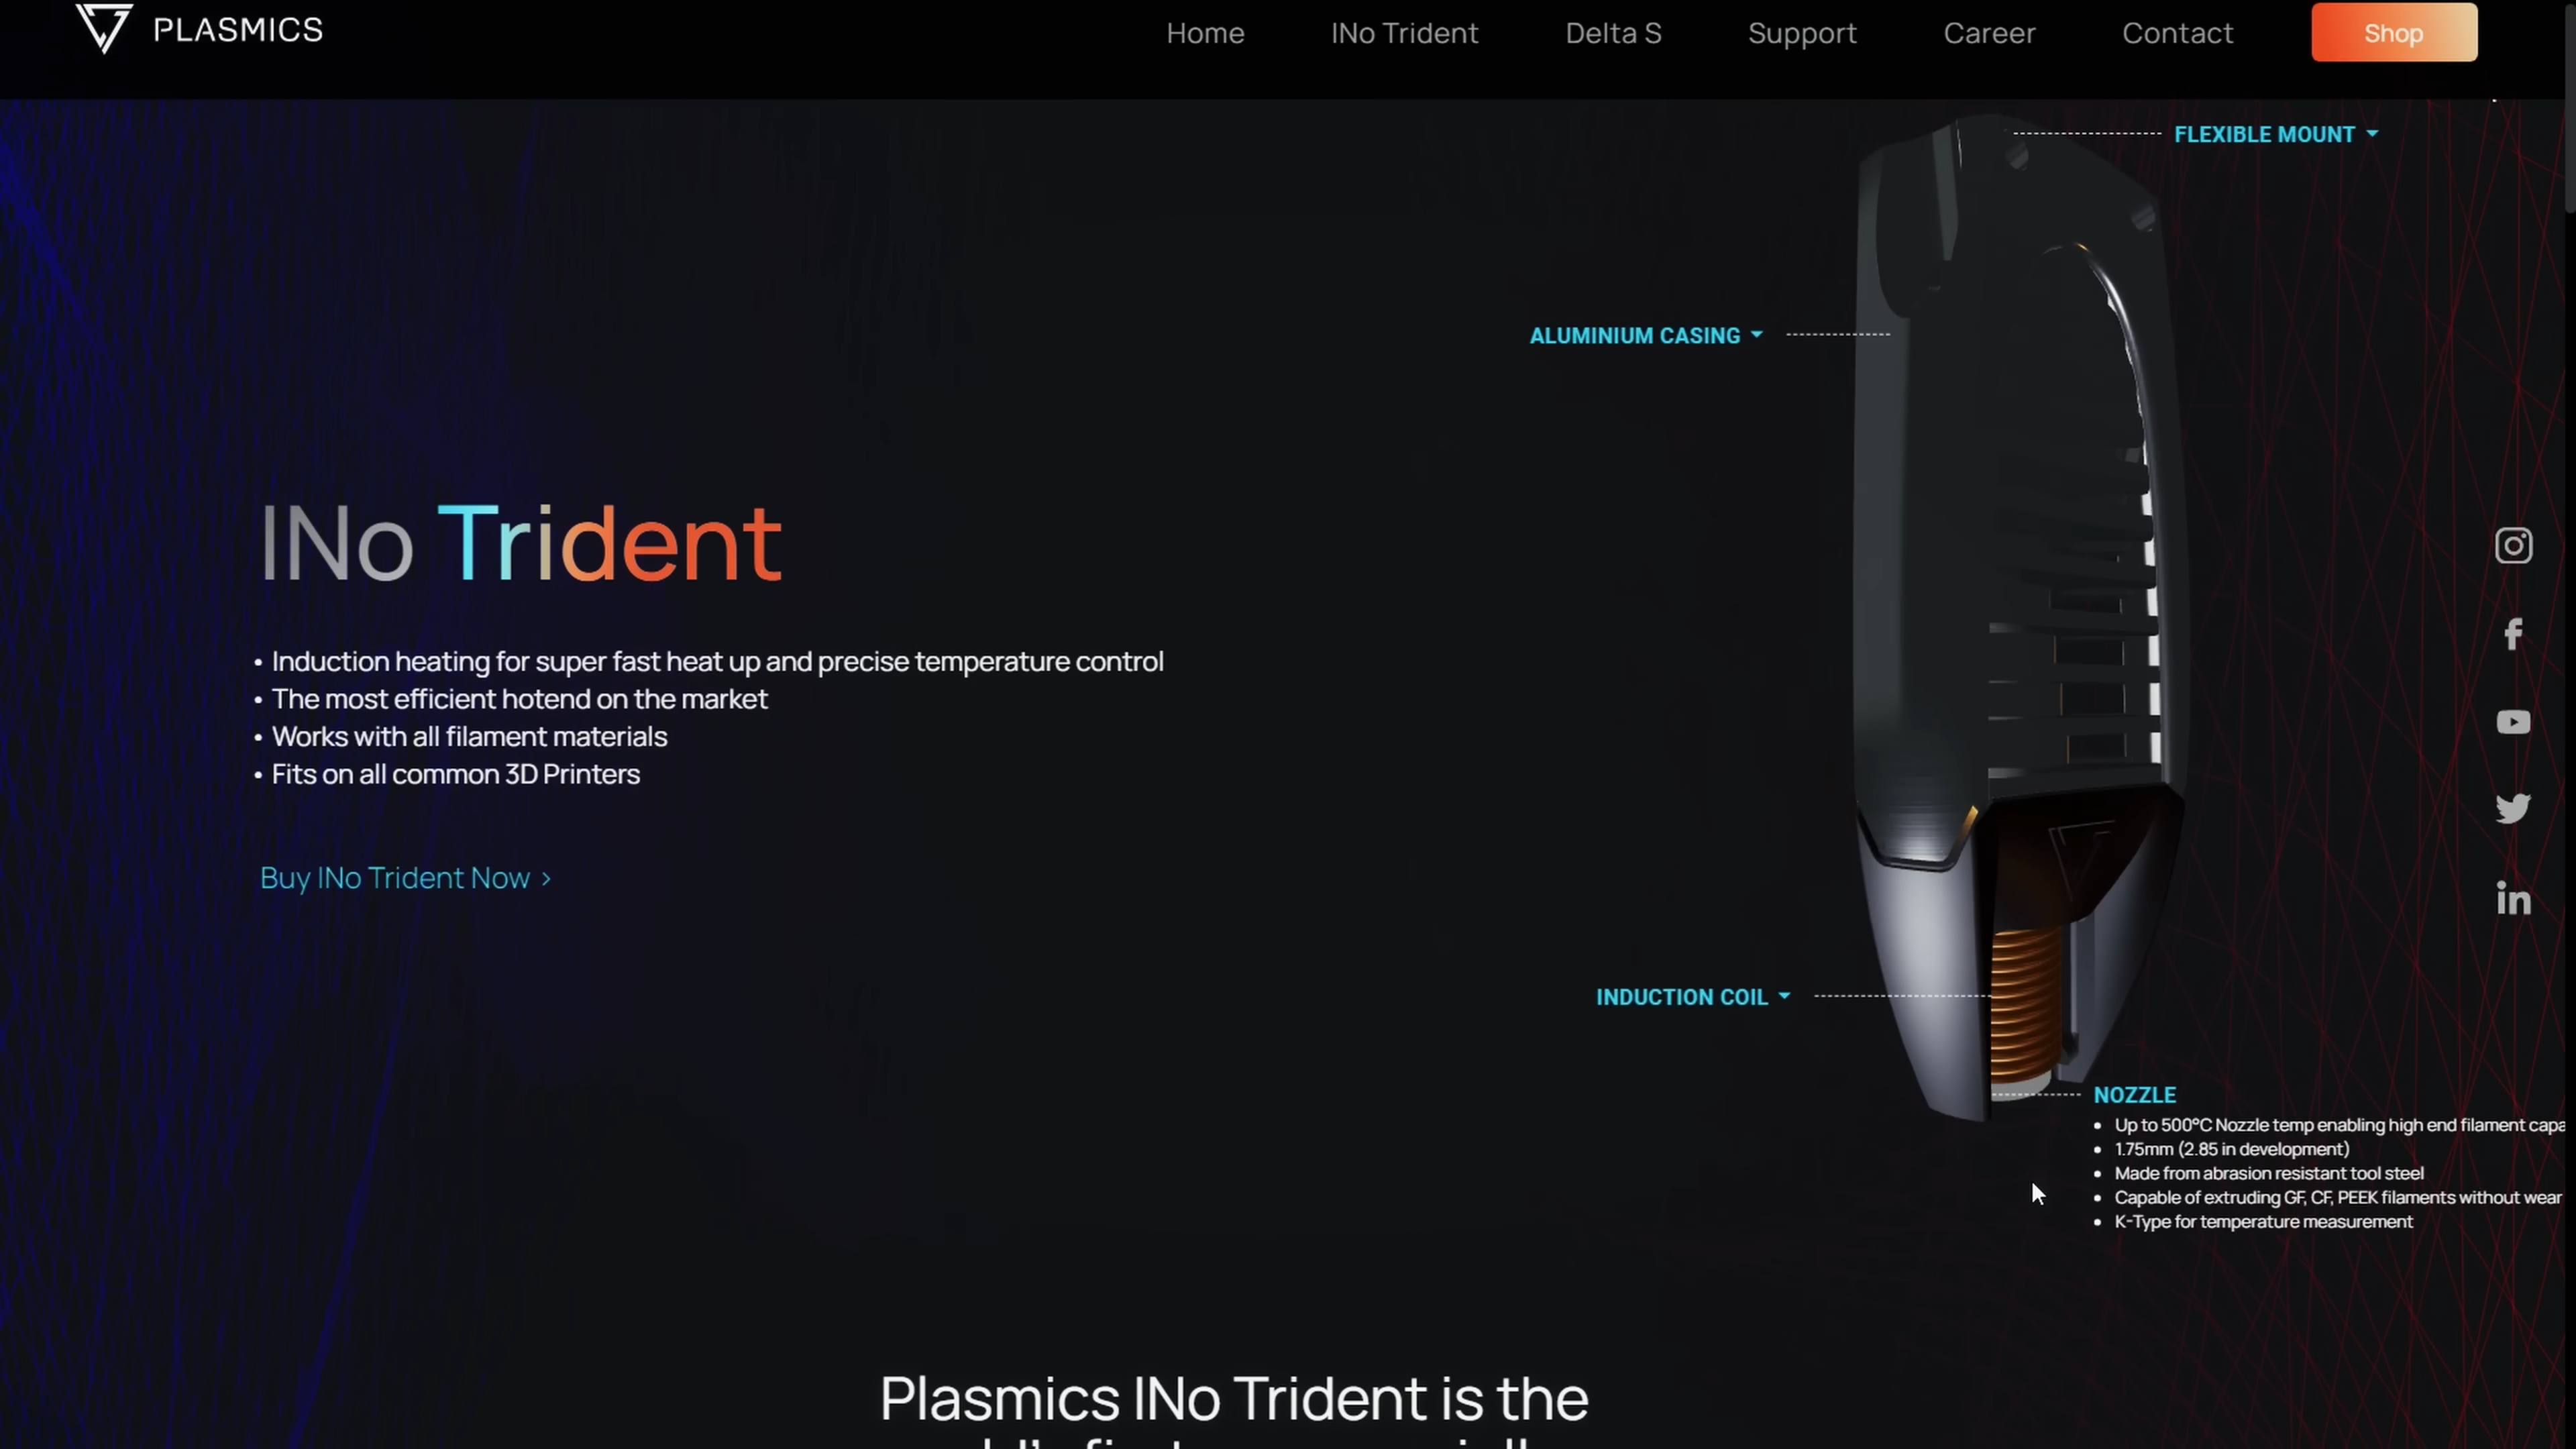 PLASMICS
Home INo Trident Delta S Support Career Contact Shop
FLEXIBLE MOUNT
ALUMINIUM CASING
INo Trident
• Induction heating for super fast heat up and precise temperature control
• The most efficient hotend on the market
• Works with all filament materials
• Fits on all common 3D Printers
Buy INo Trident Now >
INDUCTION COIL
NOZZLE
• Up to 500°C Nozzle temp enabling high end filament capa
• 1.75mm (2.85 in development)
• Made from abrasion resistant tool steel
• Capable of extruding GF, CF, PEEK filaments without wear
• K-Type for temperature measurement
Plasmics INo Trident is the